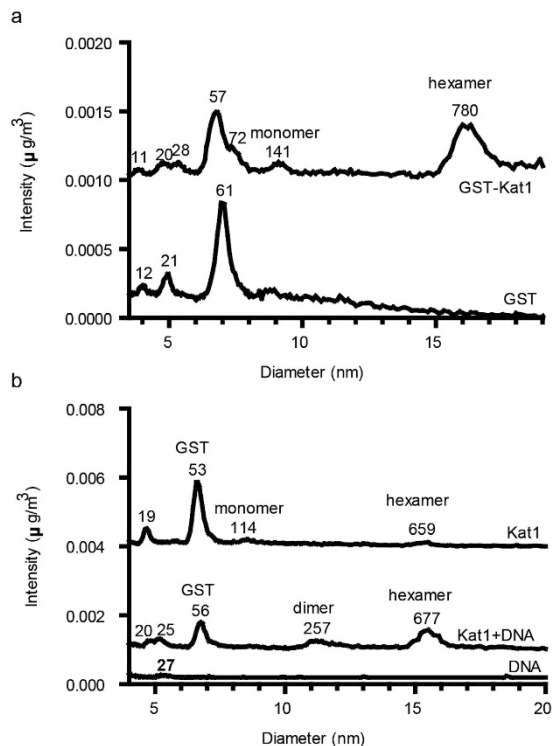 a
0.0020
0.0015
0.0010
0.0005
0.0000
Intensity (µ g/m³)
hexamer
57
780
72
monomer
11
20
28
141
GST-Kat1
61
12
21
GST
5
10
15
Diameter (nm)
b
0.008
0.006
0.004
0.002
0.000
Intensity (µ g/m³)
GST
53
monomer
hexamer
19
114
659
Kat1
GST
dimer
hexamer
20
25
56
257
677
Kat1+DNA
27
DNA
5
10
15
20
Diameter (nm)